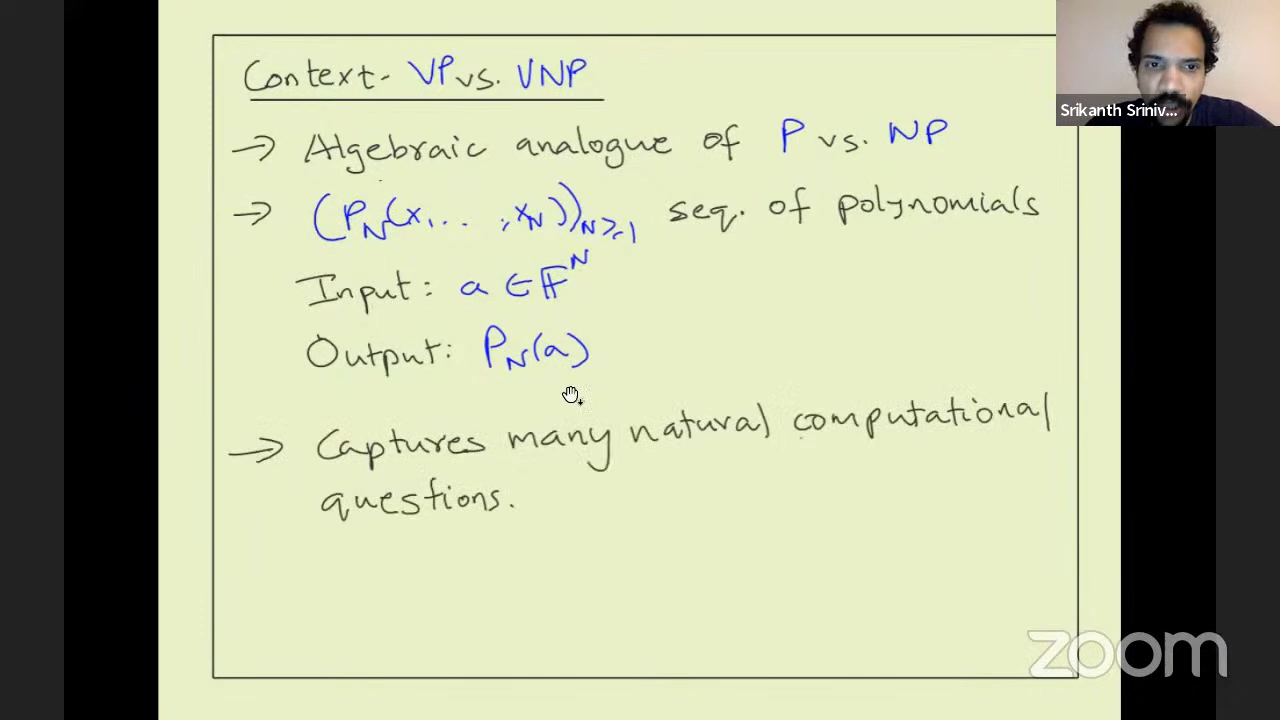 Context- VP vs. VNP
Srikanth Sriniv...
→ Algebraic analogue of P vs. NP
→ (P_N(x_1...,x_N))_{N≥1} seq. of polynomials
Input: a ∈ 𝔽^N
Output: P_N(a)
→ Captures many natural computational
questions.
zoom